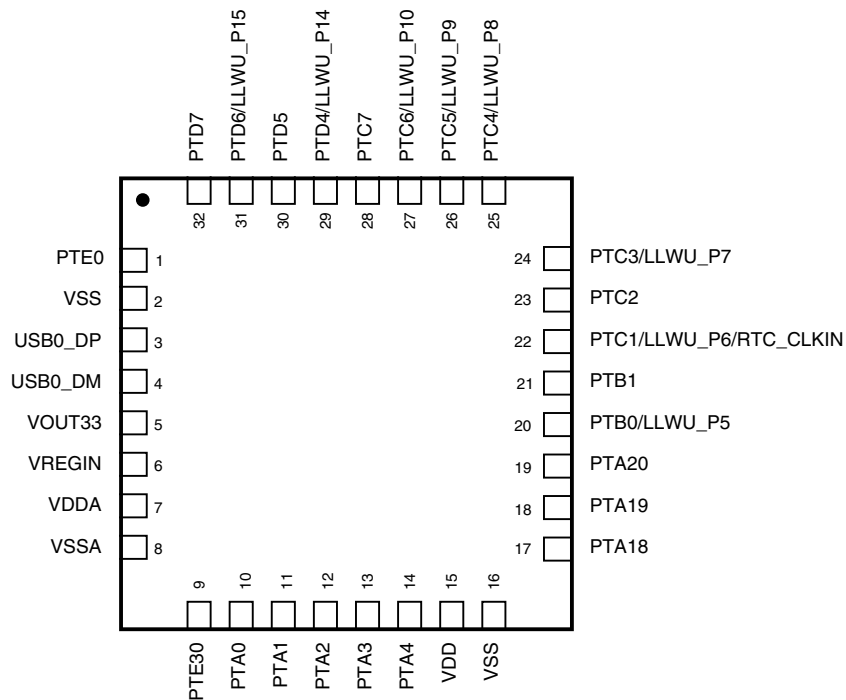 PTD7
PTD6/LLWU_P15
PTD5
PTD4/LLWU_P14
PTC7
PTC6/LLWU_P10
PTC5/LLWU_P9
PTC4/LLWU_P8
32
31
30
29
28
27
26
25
PTE0 1
VSS 2
USB0_DP 3
USB0_DM 4
VOUT33 5
VREGIN 6
VDDA 7
VSSA 8
24 PTC3/LLWU_P7
23 PTC2
22 PTC1/LLWU_P6/RTC_CLKIN
21 PTB1
20 PTB0/LLWU_P5
19 PTA20
18 PTA19
17 PTA18
9
10
11
12
13
14
15
16
PTE30
PTA0
PTA1
PTA2
PTA3
PTA4
VDD
VSS